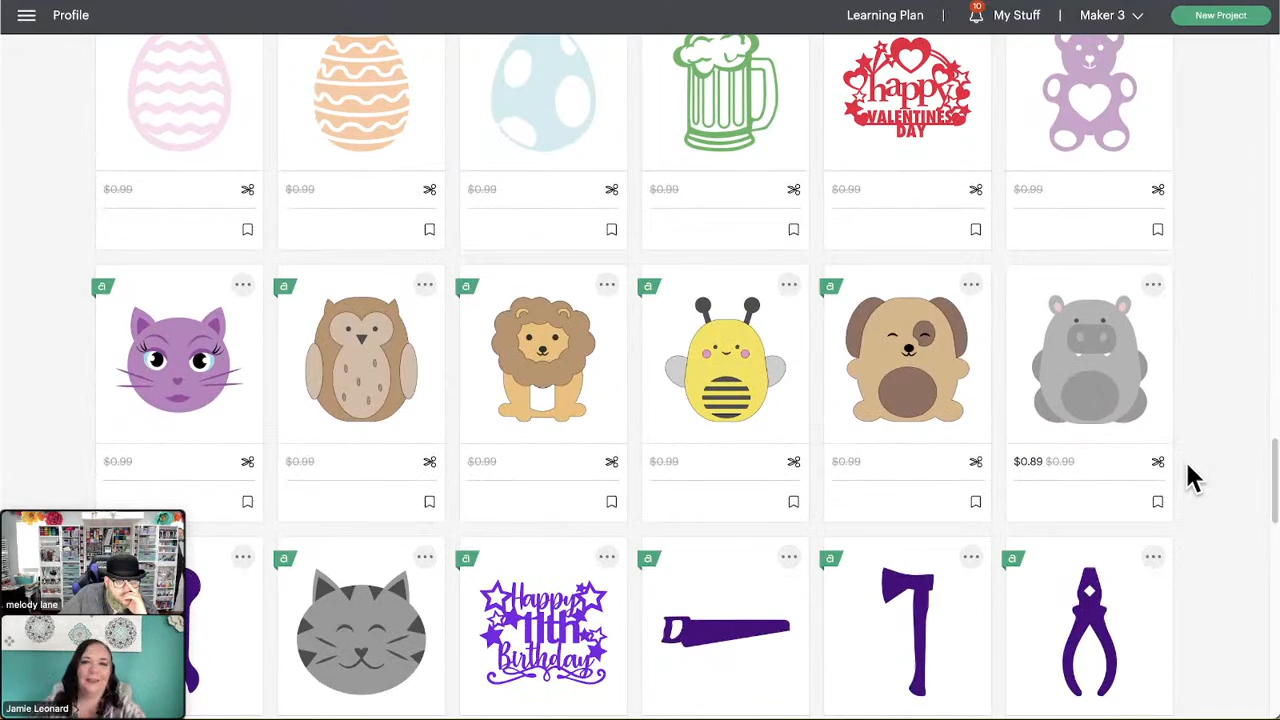 Profile
Learning Plan | 10 My Stuff | Maker 3 New Project
happy
VALENTINES
DAY
$0.99 $0.99 $0.99 $0.99 $0.99 $0.99
a a a a a
$0.99 $0.99 $0.99 $0.99 $0.99 $0.89 $0.99
a a a a a
Happy
11th
Birthday
melody lane
Jamie Leonard